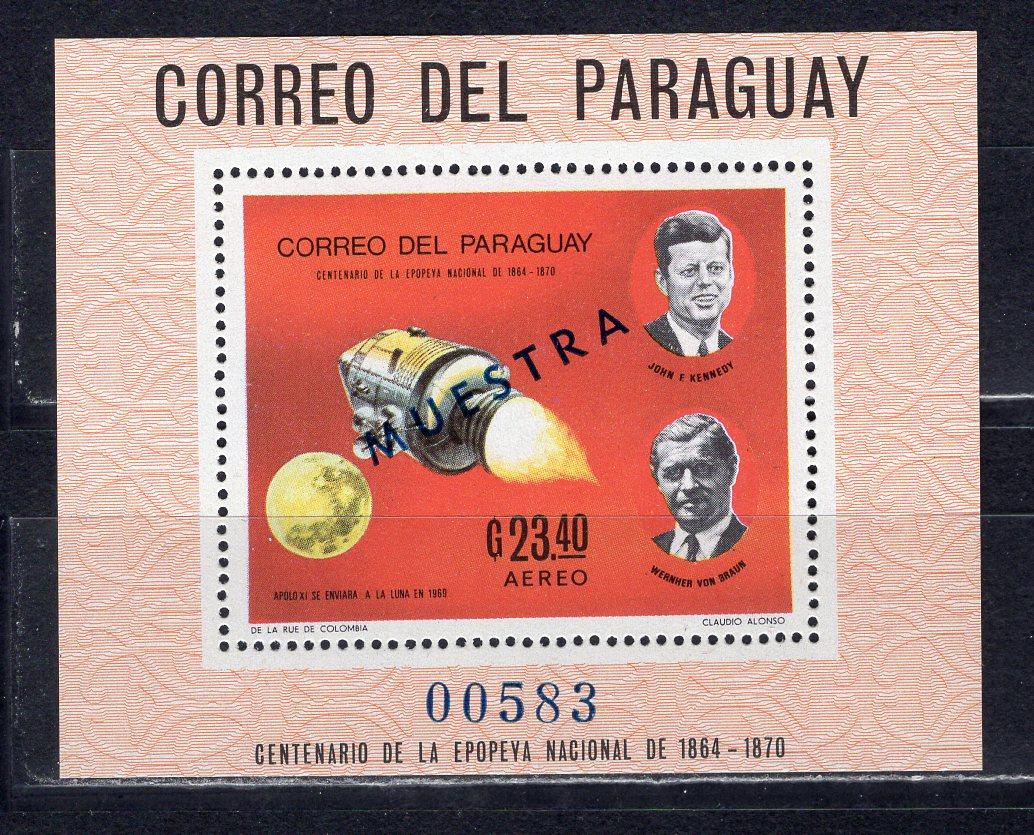 CORREO DEL PARAGUAY
CORREO DEL PARAGUAY
CENTENARIO DE LA EPOPEYA NACIONAL DE 1864-1870
MUESTRA
JOHN F. KENNEDY
WERNHER VON BRAUN
G 23.40
AEREO
APOLO XI SE ENVIARA A LA LUNA EN 1969
DE LA RUE DE COLOMBIA
CLAUDIO ALONSO
00583
CENTENARIO DE LA EPOPEYA NACIONAL DE 1864-1870